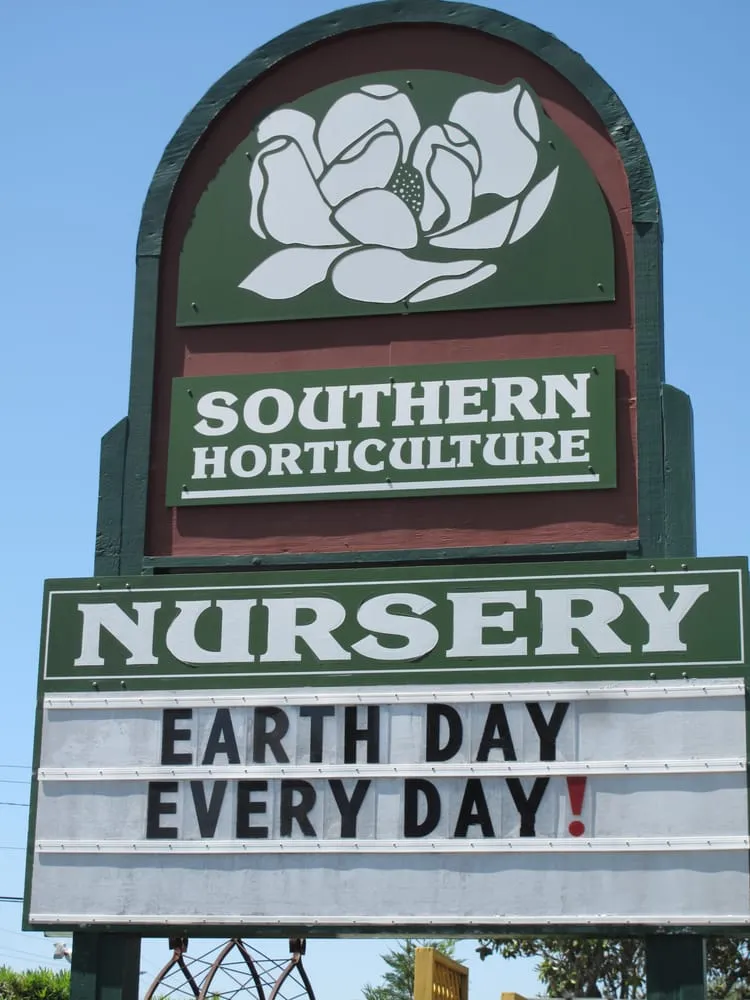 SOUTHERN
HORTICULTURE
NURSERY
EARTH DAY
EVERY DAY!